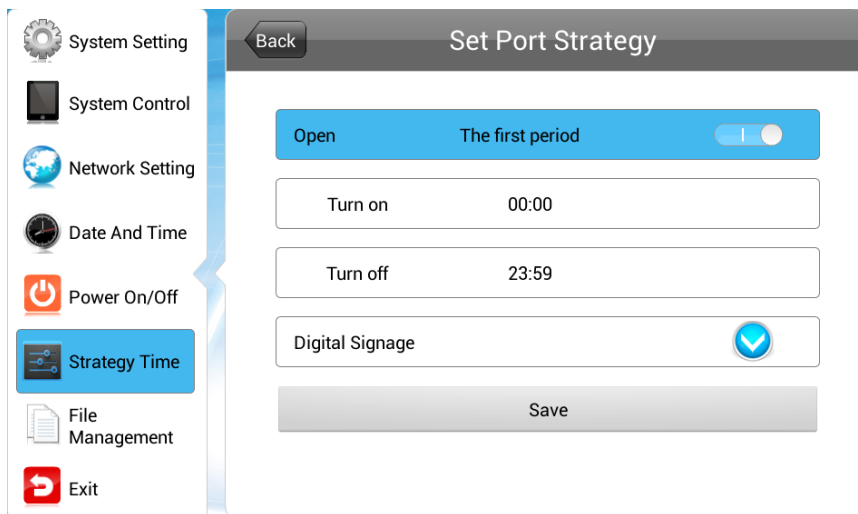 System Setting
System Control
Network Setting
Date And Time
Power On/Off
Strategy Time
File
Management
Exit
Back
Set Port Strategy
Open The first period
Turn on 00:00
Turn off 23:59
Digital Signage
Save